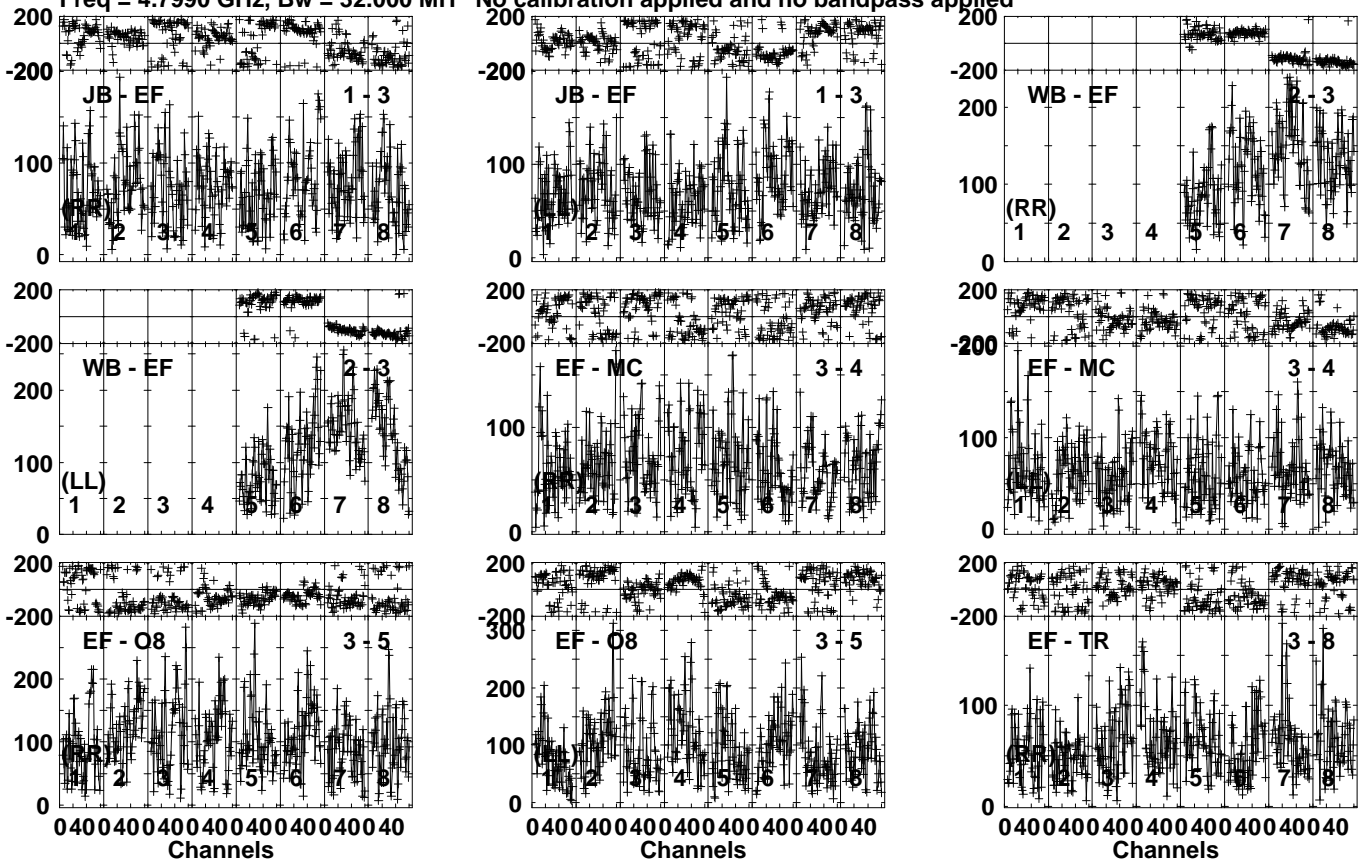 Freq = 4.7990 GHz, Bw = 32.000 MH No calibration applied and no bandpass applied
200 200 200
-200 -200 -200
JB - EF 1 - 3 JB - EF 1 - 3 WB - EF 2 - 3
200
100 100 100
(RR) (LL) (RR)
1 2 3 4 5 6 7 8 1 2 3 4 5 6 7 8 1 2 3 4 5 6 7 8
0 0 0
200 200 200
-200 -200 -200
200
WB - EF 2 - 3 EF - MC 3 - 4 EF - MC 3 - 4
200
100 100 100
(LL) (RR) (LL)
1 2 3 4 5 6 7 8 1 2 3 4 5 6 7 8 1 2 3 4 5 6 7 8
0 0 0
200 200 200
-200 -200 -200
EF - O8 3 - 5 EF - O8 3 - 5 EF - TR 3 - 8
300
200 200
100 100 100
(RR) (LL) (RR)
1 2 3 4 5 6 7 8 1 2 3 4 5 6 7 8 1 2 3 4 5 6 7 8
0 0 0
0 40 0 40 0 40 0 40 0 40 0 40 0 40 0 40 0 40 0 40 0 40 0 40 0 40 0 40 0 40 0 40 0 40 0 40 0 40 0 40 0 40 0 40 0 40 0 40
Channels Channels Channels